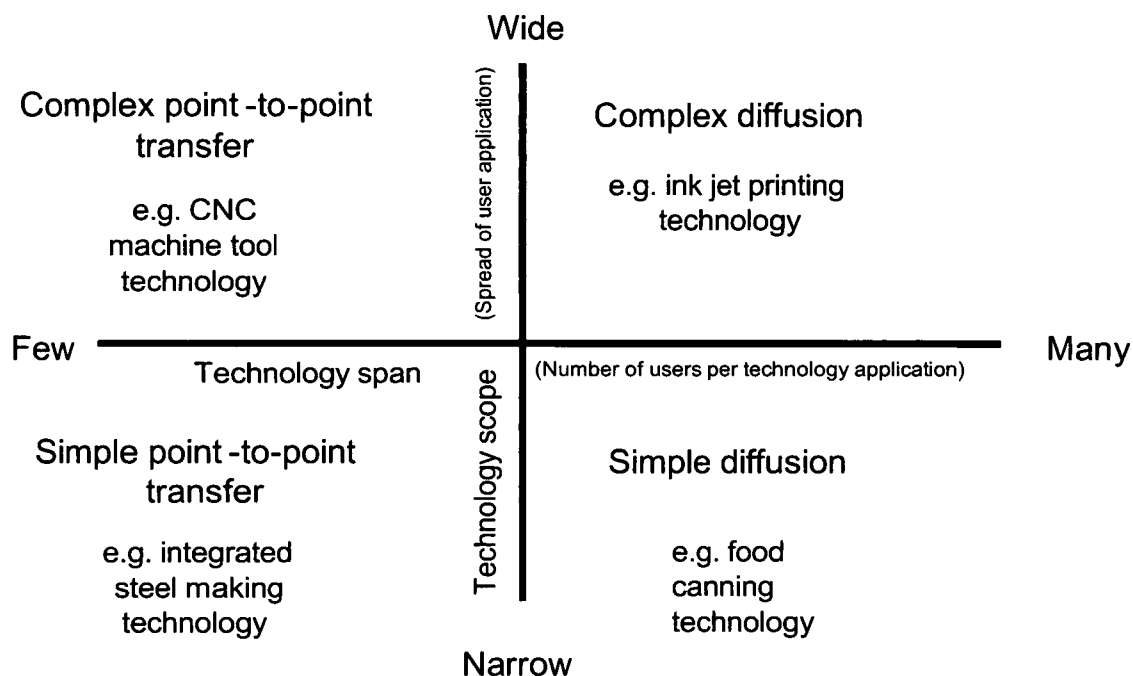 Wide
Complex point-to-point
transfer
e.g. CNC
machine tool
technology
(Spread of user application)
Complex diffusion
e.g. ink jet printing
technology
Few
Many
Technology span
(Number of users per technology application)
Simple point-to-point
transfer
e.g. integrated
steel making
technology
Technology scope
Simple diffusion
e.g. food
canning
technology
Narrow